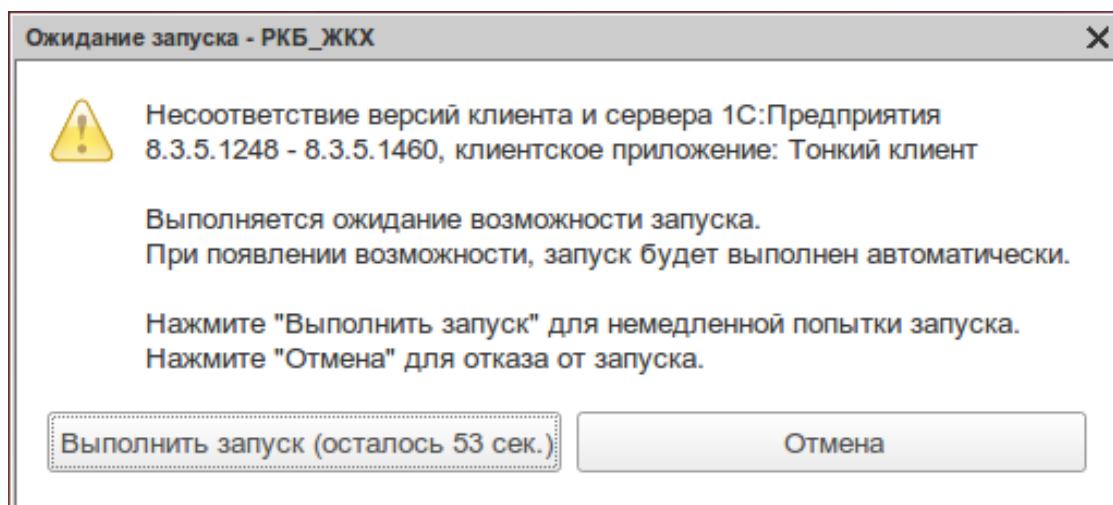 Ожидание запуска - РКБ_ЖКХ
Несоответствие версий клиента и сервера 1С:Предприятия
8.3.5.1248 - 8.3.5.1460, клиентское приложение: Тонкий клиент
Выполняется ожидание возможности запуска.
При появлении возможности, запуск будет выполнен автоматически.
Нажмите "Выполнить запуск" для немедленной попытки запуска.
Нажмите "Отмена" для отказа от запуска.
Выполнить запуск (осталось 53 сек.)
Отмена